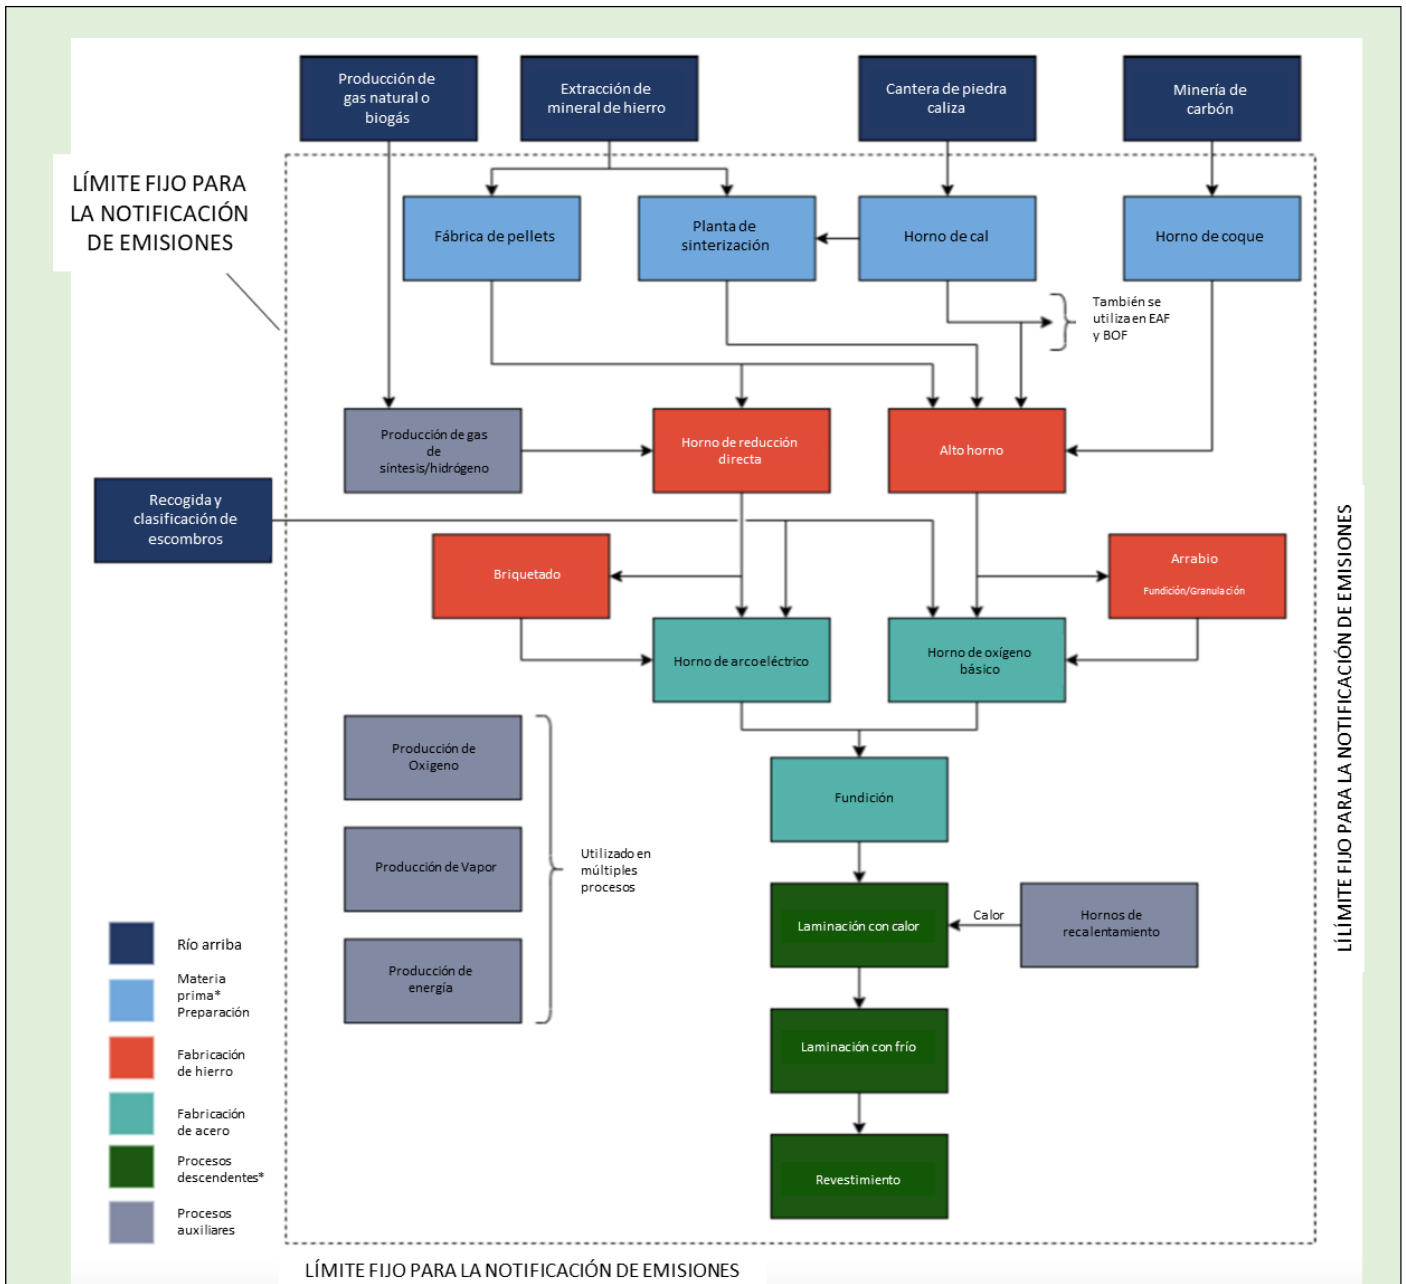 Producción de
gas natural o
biogás
Extracción de
mineral de hierro
Cantera de piedra
caliza
Minería de
carbón
LÍMITE FIJO PARA
LA NOTIFICACIÓN
DE EMISIONES
Fábrica de pellets
Planta de
sinterización
Horno de cal
Horno de coque
También se
utiliza en EAF
y BOF
Producción de gas
de
síntesis/hidrógeno
Horno de reducción
directa
Alto horno
Recogida y
clasificación de
escombros
Briquetado
Arrabio
Fundición/Granulación
Horno de arco eléctrico
Horno de oxígeno
básico
LÍLÍMITE FIJO PARA LA NOTIFICACIÓN DE EMISIONES
Producción de
Oxigeno
Fundición
Producción de Vapor
Utilizado en
múltiples
procesos
Laminación con calor
Calor
Hornos de
recalentamiento
Producción de
energía
Laminación con frío
Revestimiento
Río arriba
Materia
prima*
Preparación
Fabricación
de hierro
Fabricación
de acero
Procesos
descendentes*
Procesos
auxiliares
LÍMITE FIJO PARA LA NOTIFICACIÓN DE EMISIONES